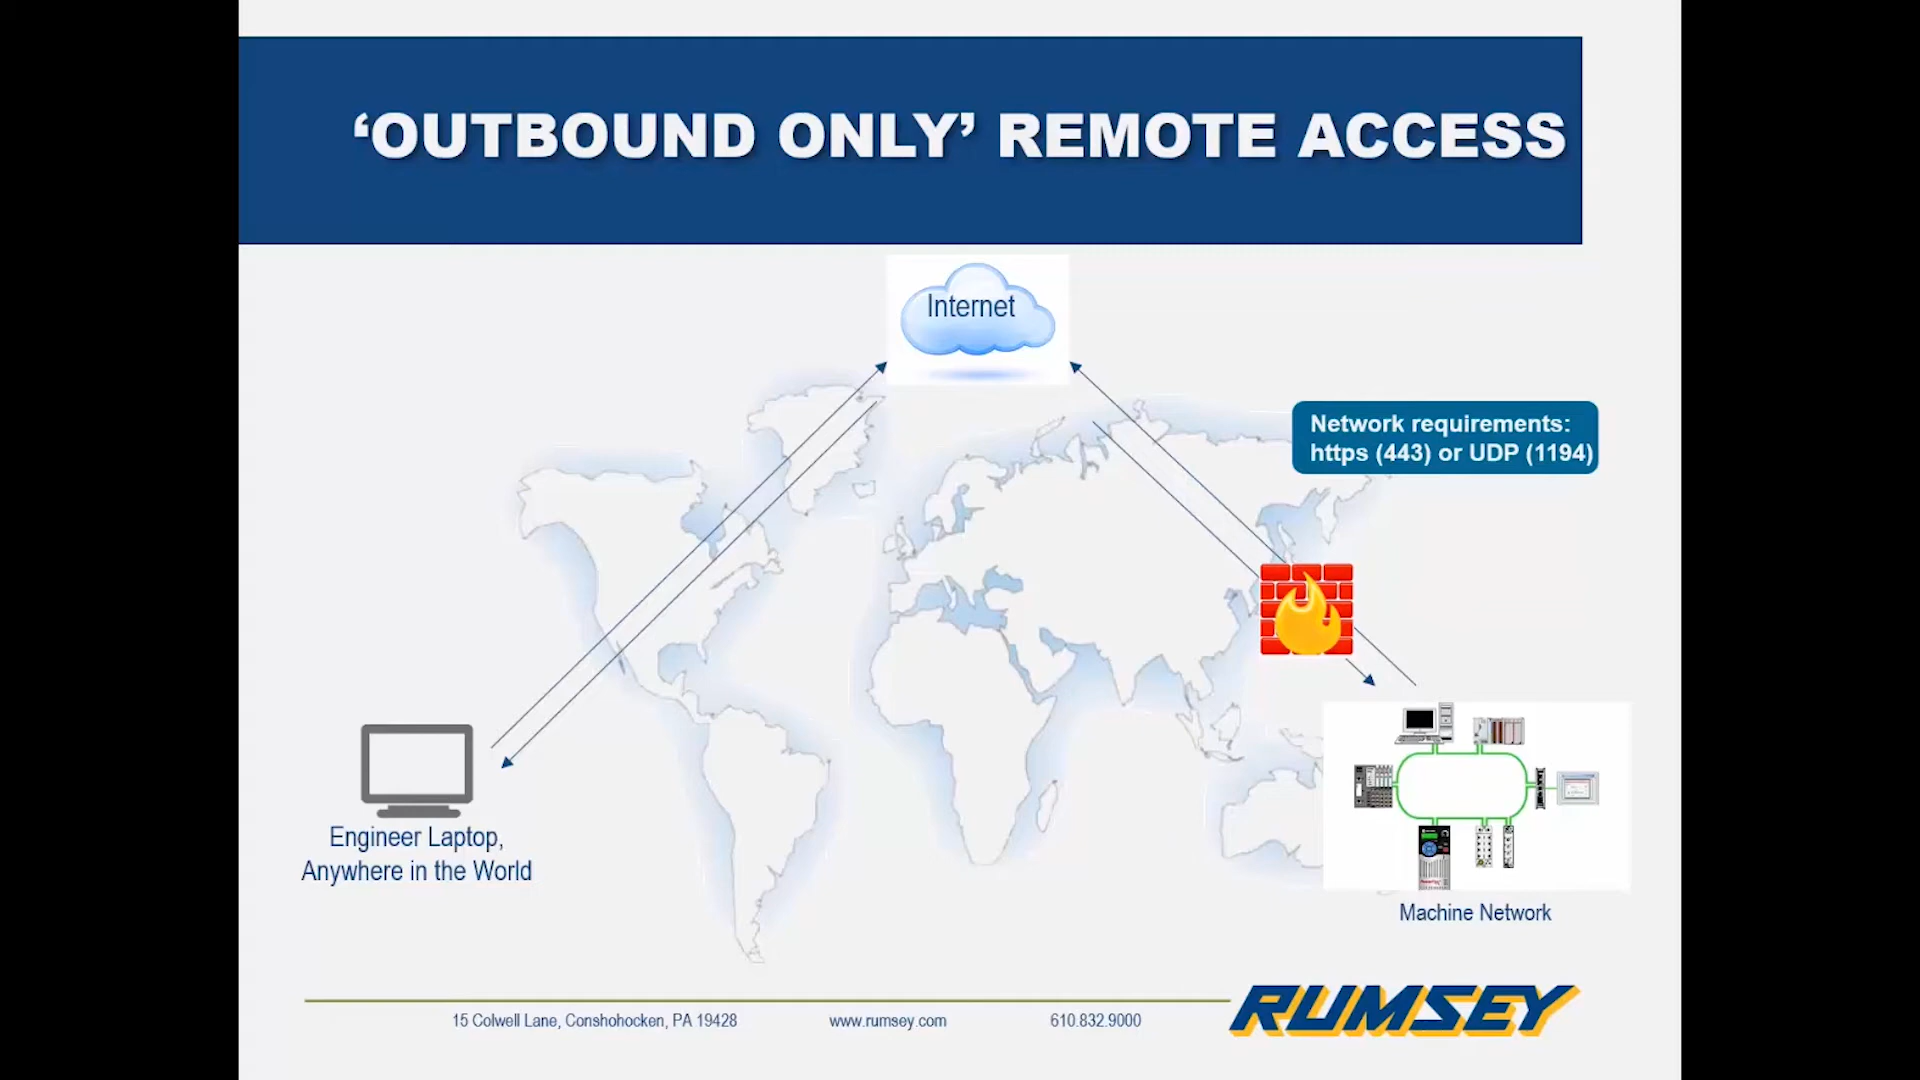 ‘OUTBOUND ONLY’ REMOTE ACCESS
Internet
Network requirements:
https (443) or UDP (1194)
Engineer Laptop,
Anywhere in the World
Machine Network
15 Colwell Lane, Conshohocken, PA 19428
www.rumsey.com
610.832.9000
RUMSEY